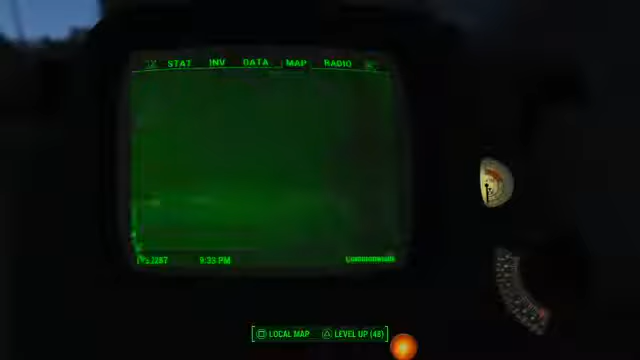 STAT INV DATA MAP RADIO
9:33 PM
LOCAL MAP LEVEL UP (48)